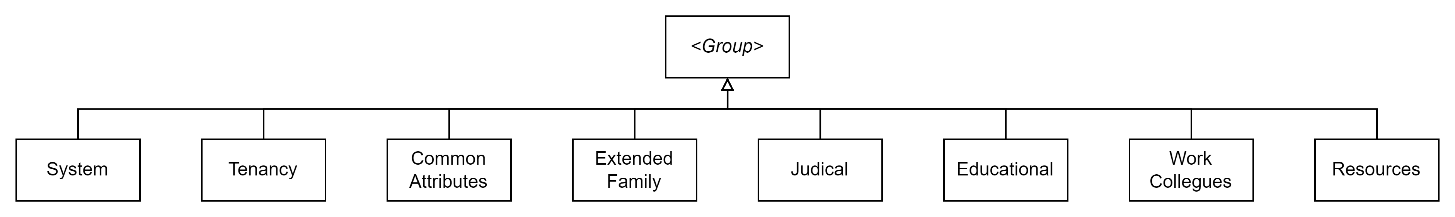 <Group>
System
Tenancy
Common
Attributes
Extended
Family
Judical
Educational
Work
Collegues
Resources